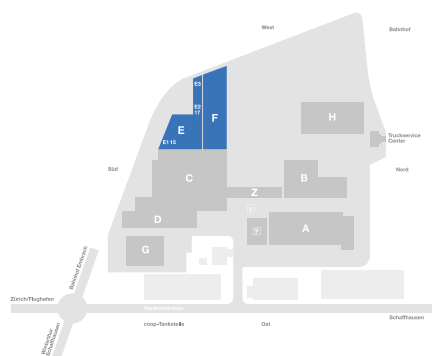 West
Bahnhof
E3
E2
17
F
H
E
E1 15
Truckservice
Center
Süd
Nord
C
B
Z
D
A
G
Bahnhof Embrach
Zürich/Flughafen
Schaffhausen
coop-Tankstelle
Ost
Winterthur
Schaffhausen